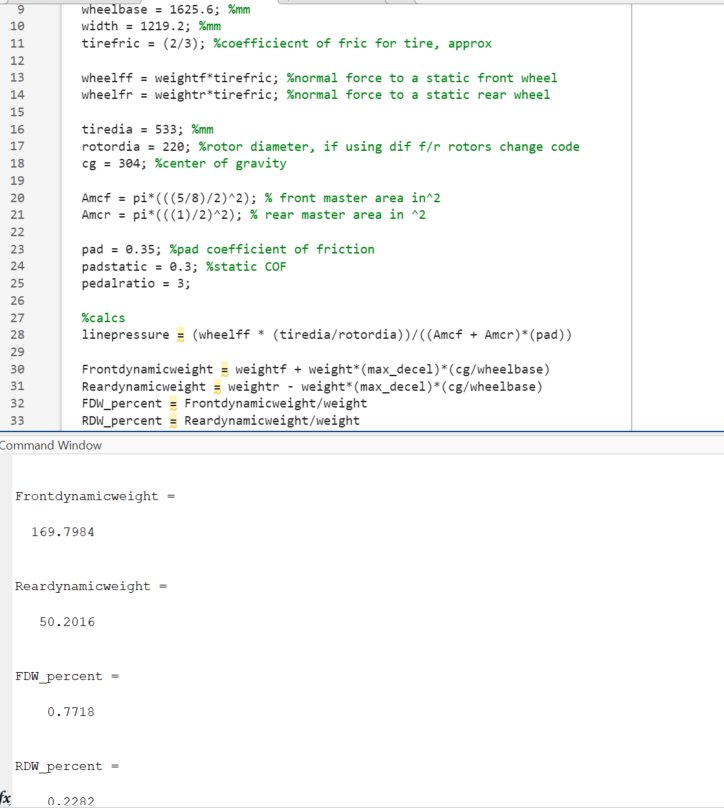 9 wheelbase = 1625.6; %mm
10 width = 1219.2; %mm
11 tirefric = (2/3); %coefficiecnt of fric for tire, approx
12
13 wheelff = weightf*tirefric; %normal force to a static front wheel
14 wheelfr = weightr*tirefric; %normal force to a static rear wheel
15
16 tiredia = 533; %mm
17 rotordia = 220; %rotor diameter, if using dif f/r rotors change code
18 cg = 304; %center of gravity
19
20 Amcf = pi*(((5/8)/2)^2); % front master area in^2
21 Amcr = pi*(((1)/2)^2); % rear master area in ^2
22
23 pad = 0.35; %pad coefficient of friction
24 padstatic = 0.3; %static COF
25 pedalratio = 3;
26
27 %calcs
28 linepressure = (wheelff * (tiredia/rotordia))/((Amcf + Amcr)*(pad))
29
30 Frontdynamicweight = weightf + weight*(max_decel)*(cg/wheelbase)
31 Reardynamicweight = weightr - weight*(max_decel)*(cg/wheelbase)
32 FDW_percent = Frontdynamicweight/weight
33 RDW_percent = Reardynamicweight/weight
Command Window
Frontdynamicweight =
169.7984
Reardynamicweight =
50.2016
FDW_percent =
0.7718
RDW_percent =
fx 0.2282